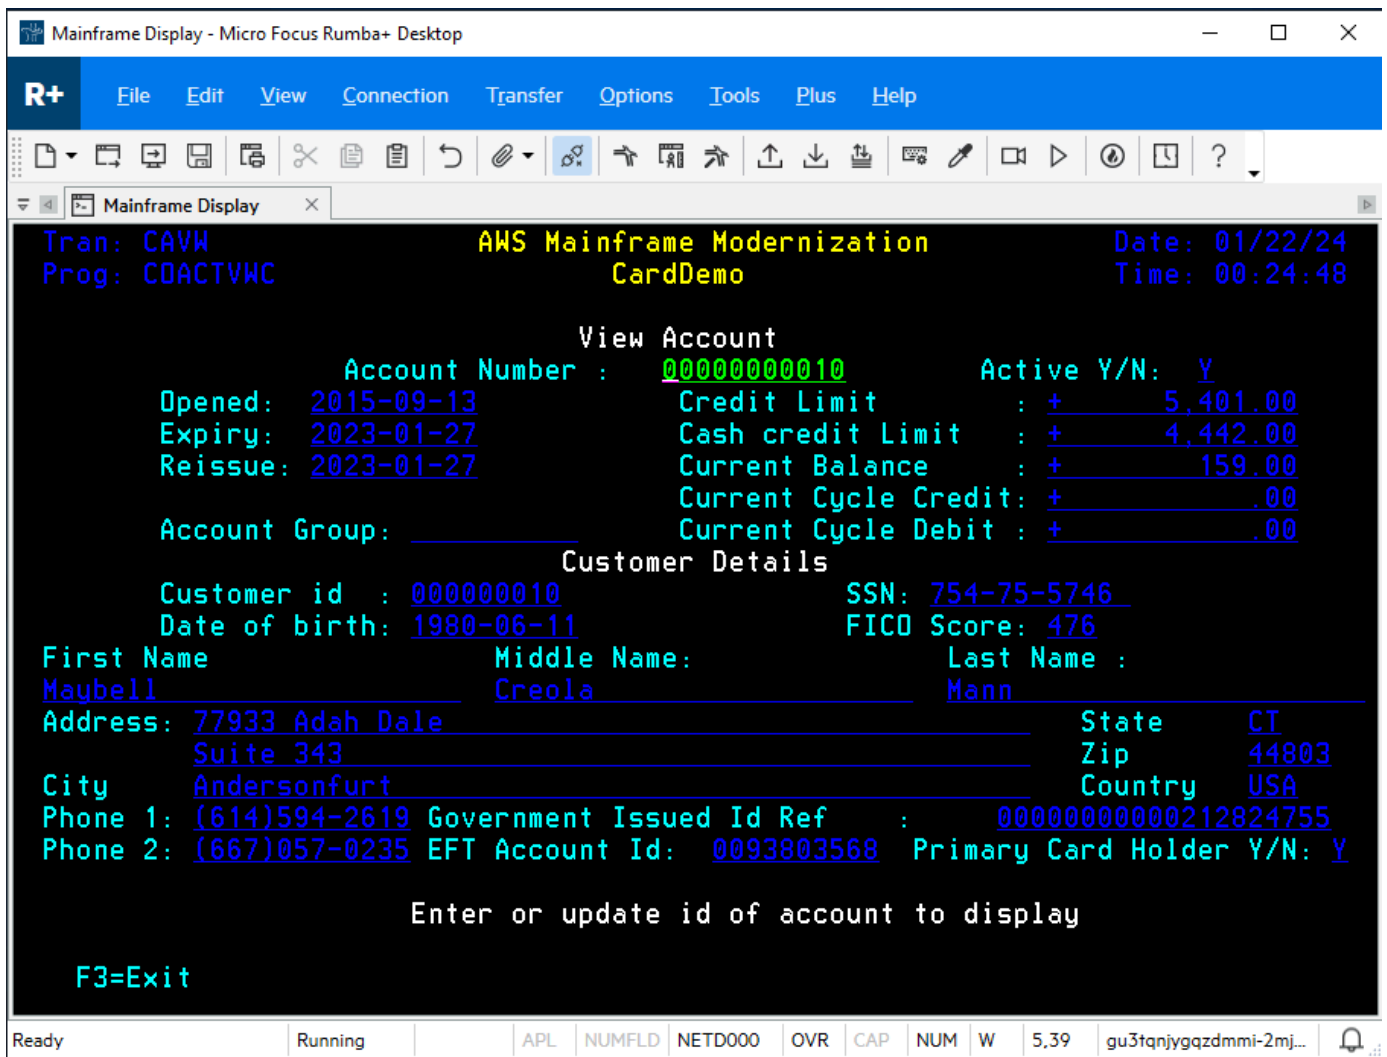 Mainframe Display - Micro Focus Rumba+ Desktop
R+ File Edit View Connection Transfer Options Tools Plus Help
Mainframe Display
Tran: CAVW AWS Mainframe Modernization Date: 01/22/24
Prog: COACTVWC CardDemo Time: 00:24:48
View Account
Account Number : 00000000010 Active Y/N: Y
Opened: 2015-09-13 Credit Limit : + 5,401.00
Expiry: 2023-01-27 Cash credit Limit : + 4,442.00
Reissue: 2023-01-27 Current Balance : + 159.00
Current Cycle Credit: + .00
Account Group: Current Cycle Debit : + .00
Customer Details
Customer id : 000000010 SSN: 754-75-5746
Date of birth: 1980-06-11 FICO Score: 476
First Name Middle Name: Last Name :
Maybell Creola Mann
Address: 77933 Adah Dale State CT
Suite 343 Zip 44803
City Andersonfurt Country USA
Phone 1: (614)594-2619 Government Issued Id Ref : 00000000000212824755
Phone 2: (667)057-0235 EFT Account Id: 0093803568 Primary Card Holder Y/N: Y
Enter or update id of account to display
F3=Exit
Ready Running APL NUMFLD NETD000 OVR CAP NUM W 5,39 gu3tqnjygqzdmmi-2mj...